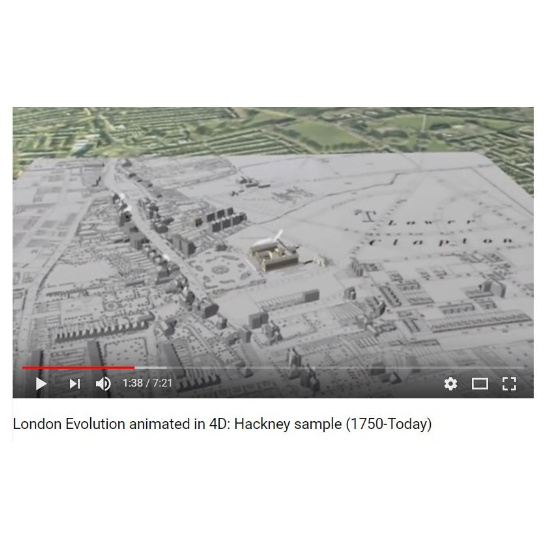 Lower
Clapton
1:38 / 7:21
London Evolution animated in 4D: Hackney sample (1750-Today)